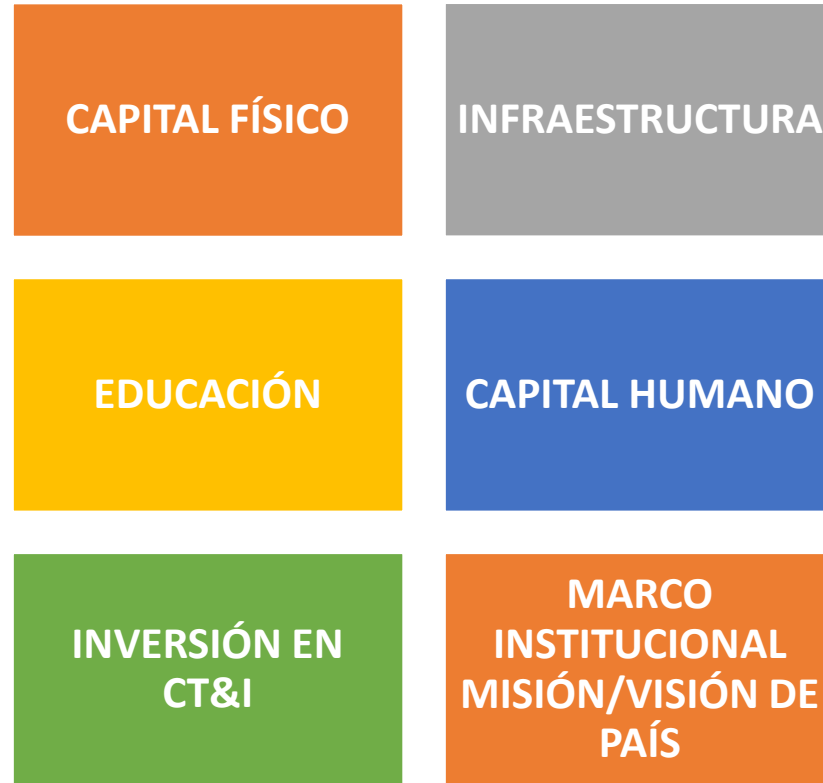 CAPITAL FÍSICO
INFRAESTRUCTURA
EDUCACIÓN
CAPITAL HUMANO
INVERSIÓN EN
CT&I
MARCO
INSTITUCIONAL
MISIÓN/VISIÓN DE
PAÍS